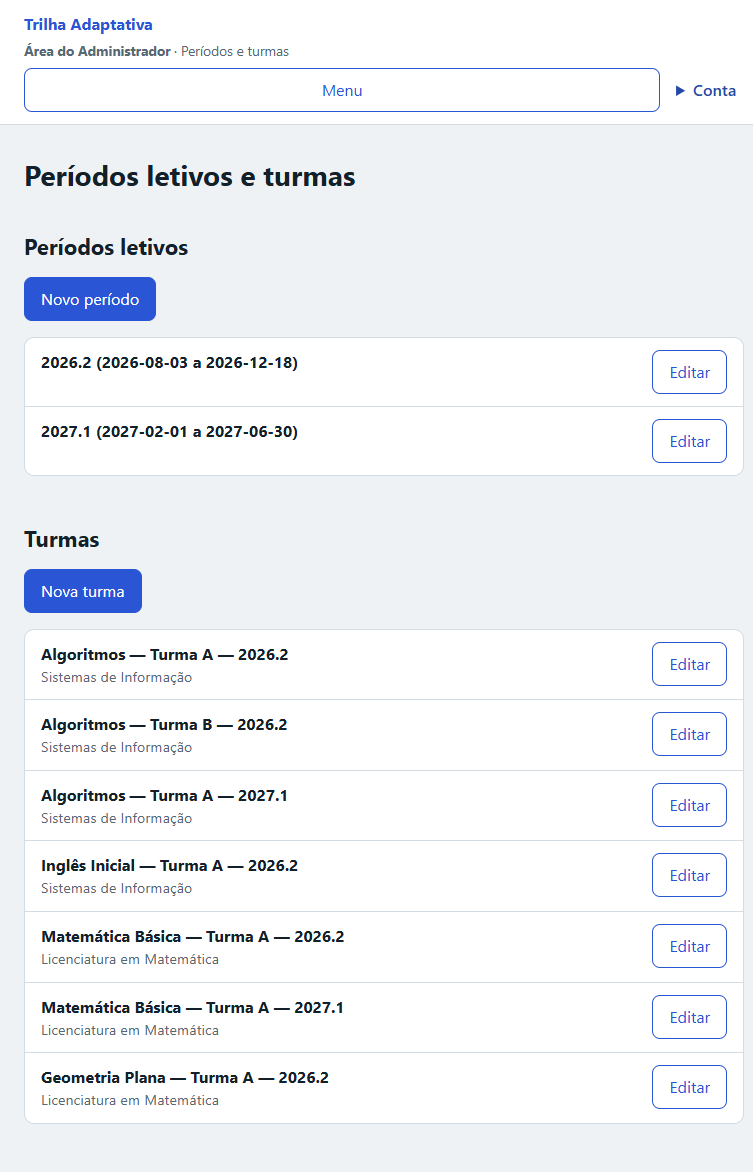 Trilha Adaptativa
Área do Administrador · Períodos e turmas
Menu
▶ Conta
Períodos letivos e turmas
Períodos letivos
Novo período
2026.2 (2026-08-03 a 2026-12-18)
Editar
2027.1 (2027-02-01 a 2027-06-30)
Editar
Turmas
Nova turma
Algoritmos — Turma A — 2026.2
Sistemas de Informação
Editar
Algoritmos — Turma B — 2026.2
Sistemas de Informação
Editar
Algoritmos — Turma A — 2027.1
Sistemas de Informação
Editar
Inglês Inicial — Turma A — 2026.2
Sistemas de Informação
Editar
Matemática Básica — Turma A — 2026.2
Licenciatura em Matemática
Editar
Matemática Básica — Turma A — 2027.1
Licenciatura em Matemática
Editar
Geometria Plana — Turma A — 2026.2
Licenciatura em Matemática
Editar